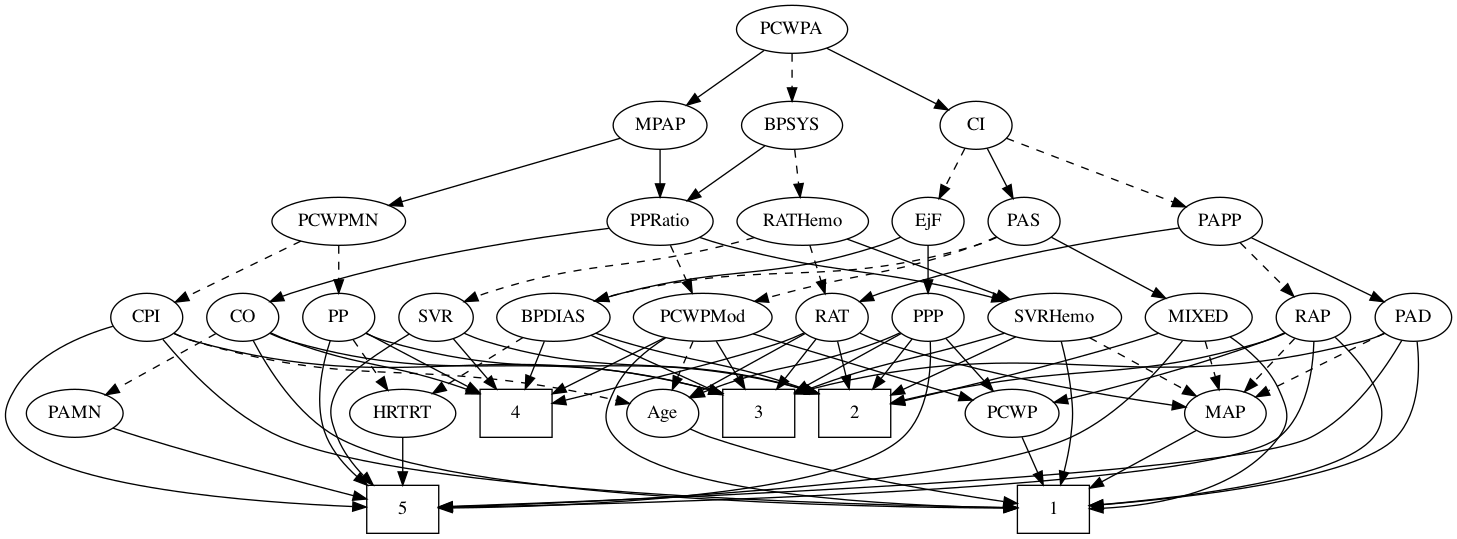 PCWPA
MPAP BPSYS CI
PCWPMN PPRatio RATHemo EjF PAS PAPP
CPI CO PP SVR BPDIAS PCWPMod RAT PPP SVRHemo MIXED RAP PAD
PAMN HRTRT 4 Age 3 2 PCWP MAP
5 1